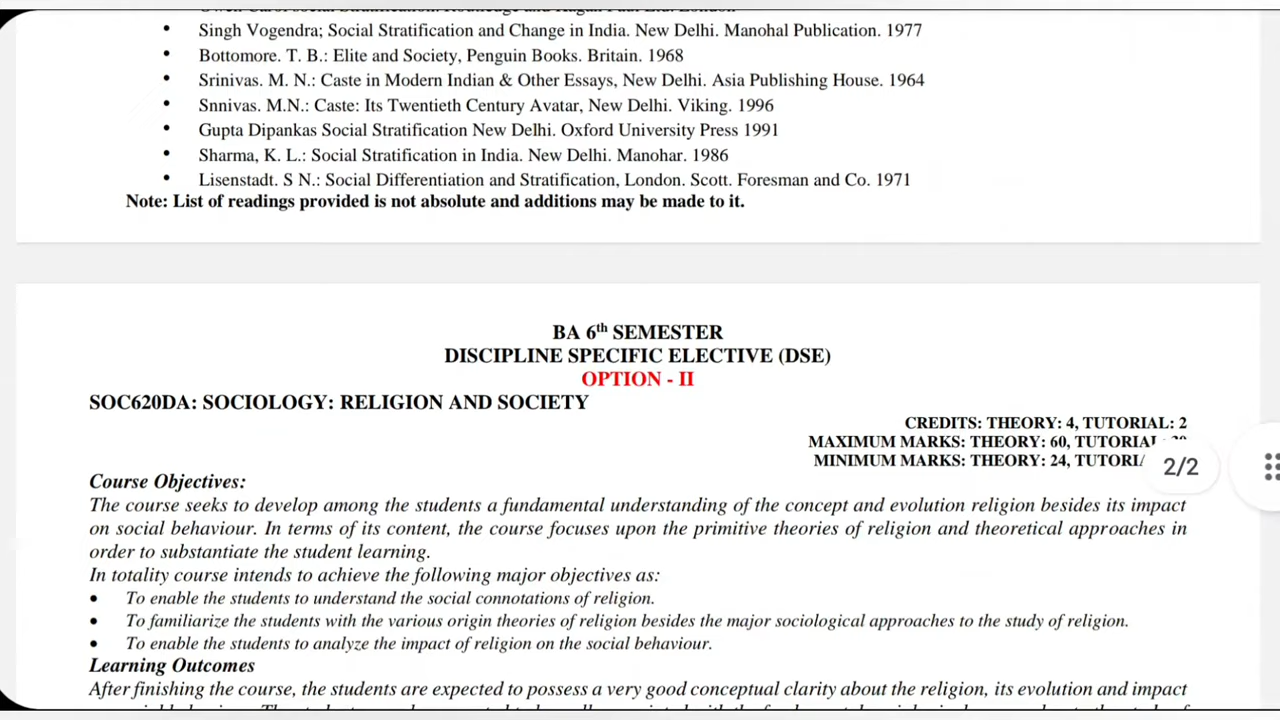 Singh Vogendra; Social Stratification and Change in India. New Delhi. Manohal Publication. 1977
Bottomore. T. B.: Elite and Society, Penguin Books. Britain. 1968
Srinivas. M. N.: Caste in Modern Indian & Other Essays, New Delhi. Asia Publishing House. 1964
Snnivas. M.N.: Caste: Its Twentieth Century Avatar, New Delhi. Viking. 1996
Gupta Dipankas Social Stratification New Delhi. Oxford University Press 1991
Sharma, K. L.: Social Stratification in India. New Delhi. Manohar. 1986
Lisenstadt. S N.: Social Differentiation and Stratification, London. Scott. Foresman and Co. 1971
Note: List of readings provided is not absolute and additions may be made to it.
BA 6th SEMESTER
DISCIPLINE SPECIFIC ELECTIVE (DSE)
OPTION - II
SOC620DA: SOCIOLOGY: RELIGION AND SOCIETY
CREDITS: THEORY: 4, TUTORIAL: 2
MAXIMUM MARKS: THEORY: 60,
MINIMUM MARKS: THEORY: 24,
2/2
Course Objectives:
The course seeks to develop among the students a fundamental understanding of the concept and evolution religion besides its impact
on social behaviour. In terms of its content, the course focuses upon the primitive theories of religion and theoretical approaches in
order to substantiate the student learning.
In totality course intends to achieve the following major objectives as:
• To enable the students to understand the social connotations of religion.
• To familiarize the students with the various origin theories of religion besides the major sociological approaches to the study of religion.
• To enable the students to analyze the impact of religion on the social behaviour.
Learning Outcomes
After finishing the course, the students are expected to possess a very good conceptual clarity about the religion, its evolution and impact